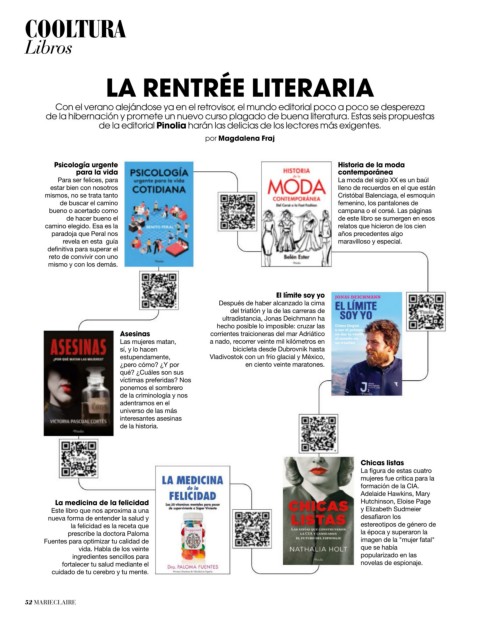 COOLTURA
Libros
LA RENTRÉE LITERARIA
Con el verano alejándose ya en el retrovisor, el mundo editorial poco a poco se despereza
de la hibernación y promete un nuevo curso plagado de buena literatura. Estas seis propuestas
de la editorial Pinolia harán las delicias de los lectores más exigentes.
por Magdalena Fraj
Psicología urgente
para la vida
Para ser felices, para
estar bien con nosotros
mismos, no se trata tanto
de buscar el camino
bueno o acertado como
de hacer bueno el
camino elegido. Esa es la
paradoja que Peral nos
revela en esta guía
definitiva para superar el
reto de convivir con uno
mismo y con los demás.
PSICOLOGÍA
urgente para la vida
COTIDIANA
HISTORIA
de la
MODA
CONTEMPORÁNEA
Belén Ester
Historia de la moda
contemporánea
La moda del siglo XX es un baúl
lleno de recuerdos en el que están
Cristóbal Balenciaga, el esmoquin
femenino, los pantalones de
campana o el corsé. Las páginas
de este libro se sumergen en esos
relatos que hicieron de los cien
años precedentes algo
maravilloso y especial.
El límite soy yo
Después de haber alcanzado la cima
del triatlón y la de las carreras de
ultradistancia, Jonas Deichmann ha
hecho posible lo imposible: cruzar las
corrientes traicioneras del mar Adriático
a nado, recorrer veinte mil kilómetros en
bicicleta desde Dubrovnik hasta
Vladivostok con un frío glacial y México,
en ciento veinte maratones.
JONAS DEICHMANN
EL LÍMITE
SOY YO
ASESINAS
¿POR QUÉ MATAN LAS MUJERES?
VICTORIA PASCUAL CORTÉS
Asesinas
Las mujeres matan,
sí, y lo hacen
estupendamente,
¿pero cómo? ¿Y por
qué? ¿Cuáles son sus
víctimas preferidas? Nos
ponemos el sombrero
de la criminología y nos
adentramos en el
universo de las más
interesantes asesinas
de la historia.
Chicas listas
La figura de estas cuatro
mujeres fue crítica para la
formación de la CIA.
Adelaide Hawkins, Mary
Hutchinson, Eloise Page
y Elizabeth Sudmeier
desafiaron los
estereotipos de género de
la época y superaron la
imagen de la "mujer fatal"
que se había
popularizado en las
novelas de espionaje.
CHICAS
LISTAS
NATHALIA HOLT
LA MEDICINA
de la
FELICIDAD
Dra. PALOMA FUENTES
La medicina de la felicidad
Este libro que nos aproxima a una
nueva forma de entender la salud y
la felicidad es la receta que
prescribe la doctora Paloma
Fuentes para optimizar tu calidad de
vida. Habla de los veinte
ingredientes sencillos para
fortalecer tu salud mediante el
cuidado de tu cerebro y tu mente.
52 MARIECLAIRE